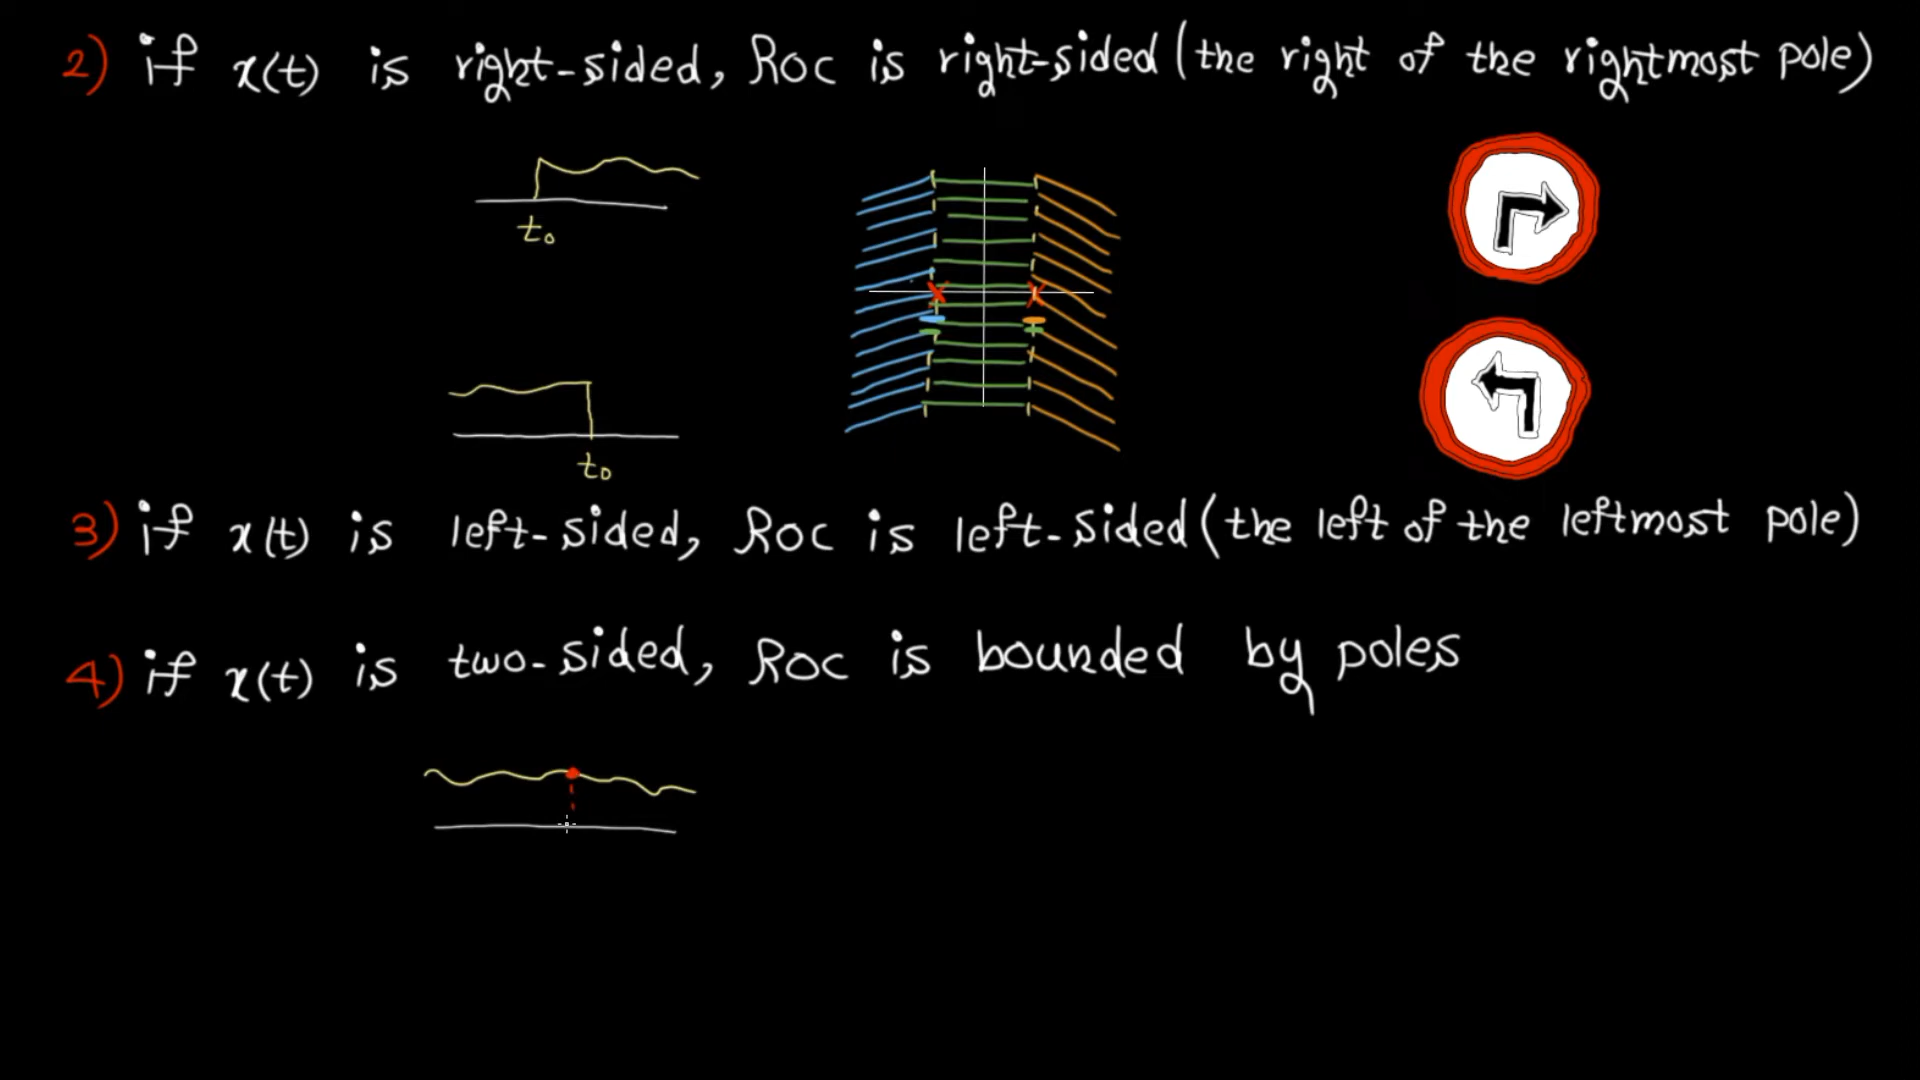 2) if x(t) is right-sided, Roc is right-sided (the right of the rightmost pole)
to
to
3) if x(t) is left-sided, Roc is left-sided (the left of the leftmost pole)
4) if x(t) is two-sided, Roc is bounded by poles